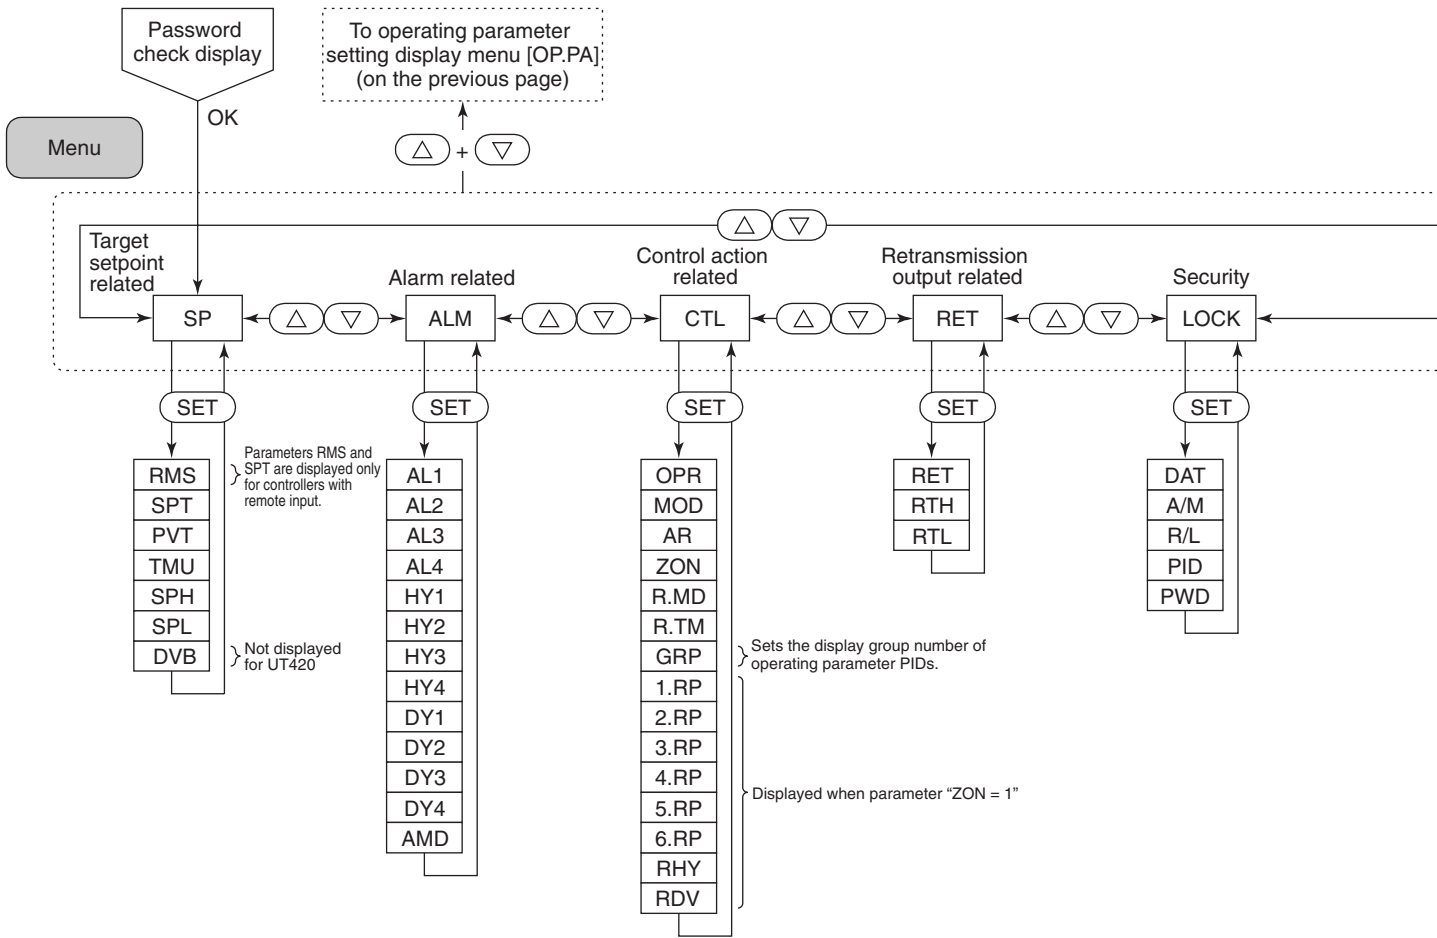 Password
check display
To operating parameter
setting display menu [OP.PA]
(on the previous page)
OK
Menu
△ + ▽
△ ▽
Target
setpoint
related
Alarm related
Control action
related
Retransmission
output related
Security
SP
△ ▽
ALM
△ ▽
CTL
△ ▽
RET
△ ▽
LOCK
SET
SET
SET
SET
SET
RMS
SPT
PVT
TMU
SPH
SPL
DVB
Parameters RMS and
SPT are displayed only
for controllers with
remote input.
Not displayed
for UT420
AL1
AL2
AL3
AL4
HY1
HY2
HY3
HY4
DY1
DY2
DY3
DY4
AMD
OPR
MOD
AR
ZON
R.MD
R.TM
GRP
1.RP
2.RP
3.RP
4.RP
5.RP
6.RP
RHY
RDV
Sets the display group number of
operating parameter PIDs.
Displayed when parameter “ZON = 1”
RET
RTH
RTL
DAT
A/M
R/L
PID
PWD